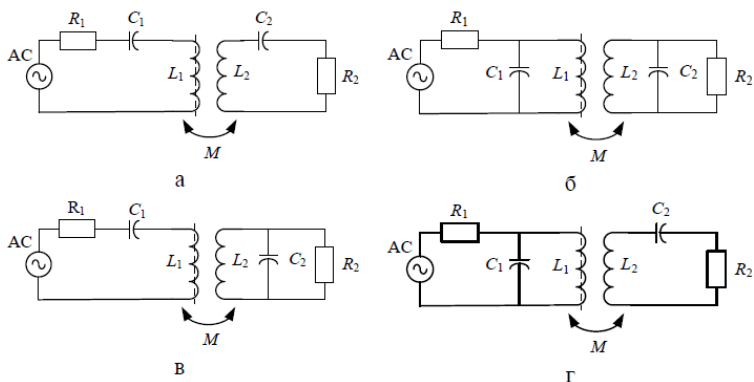 R₁ C₁ C₂
AC L₁ L₂ R₂
M
а
R₁
AC C₁ L₁ L₂ C₂ R₂
M
б
R₁ C₁
AC L₁ L₂ C₂ R₂
M
в
R₁ C₂
AC C₁ L₁ L₂ R₂
M
г